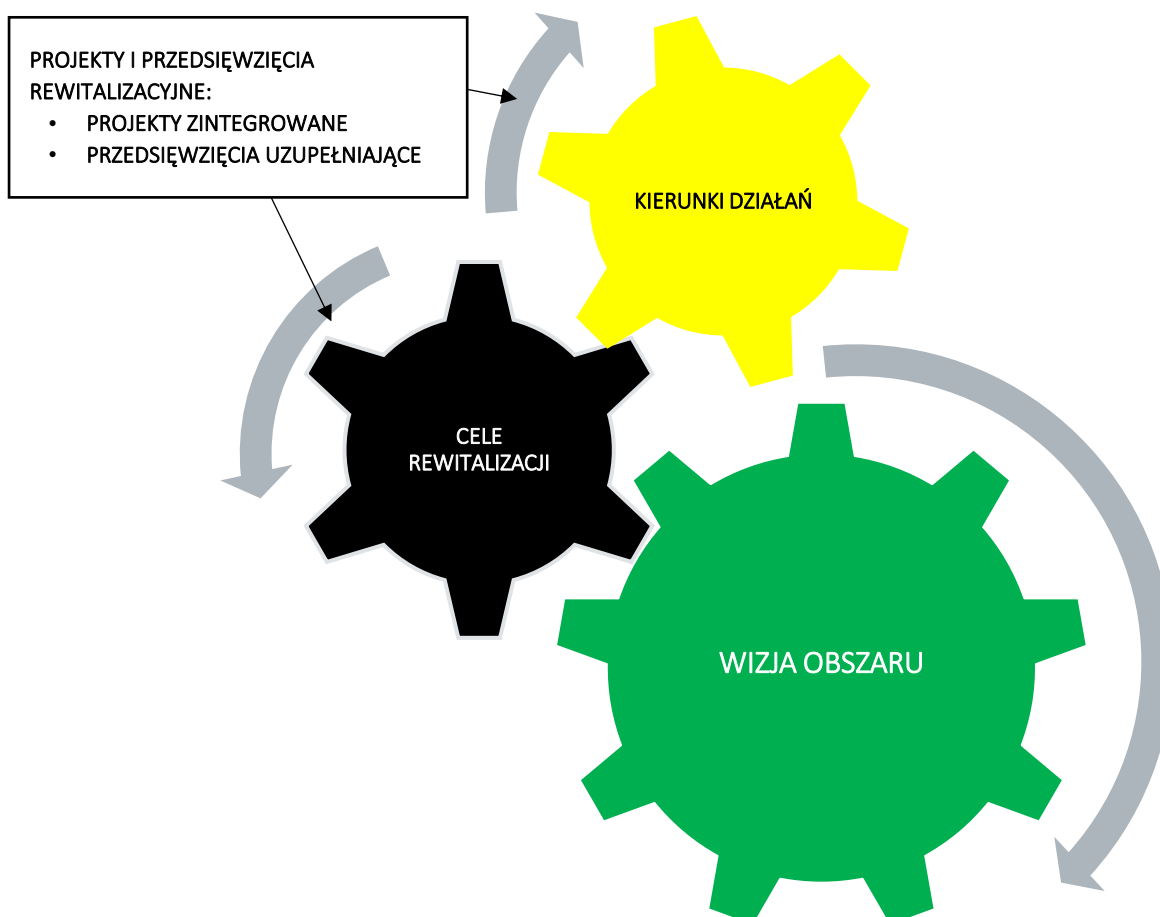 PROJEKTY I PRZEDSIĘWZIĘCIA
REWITALIZACYJNE:
• PROJEKTY ZINTEGROWANE
• PRZEDSIĘWZIĘCIA UZUPEŁNIAJĄCE
KIERUNKI DZIAŁAŃ
CELE
REWITALIZACJI
WIZJA OBSZARU